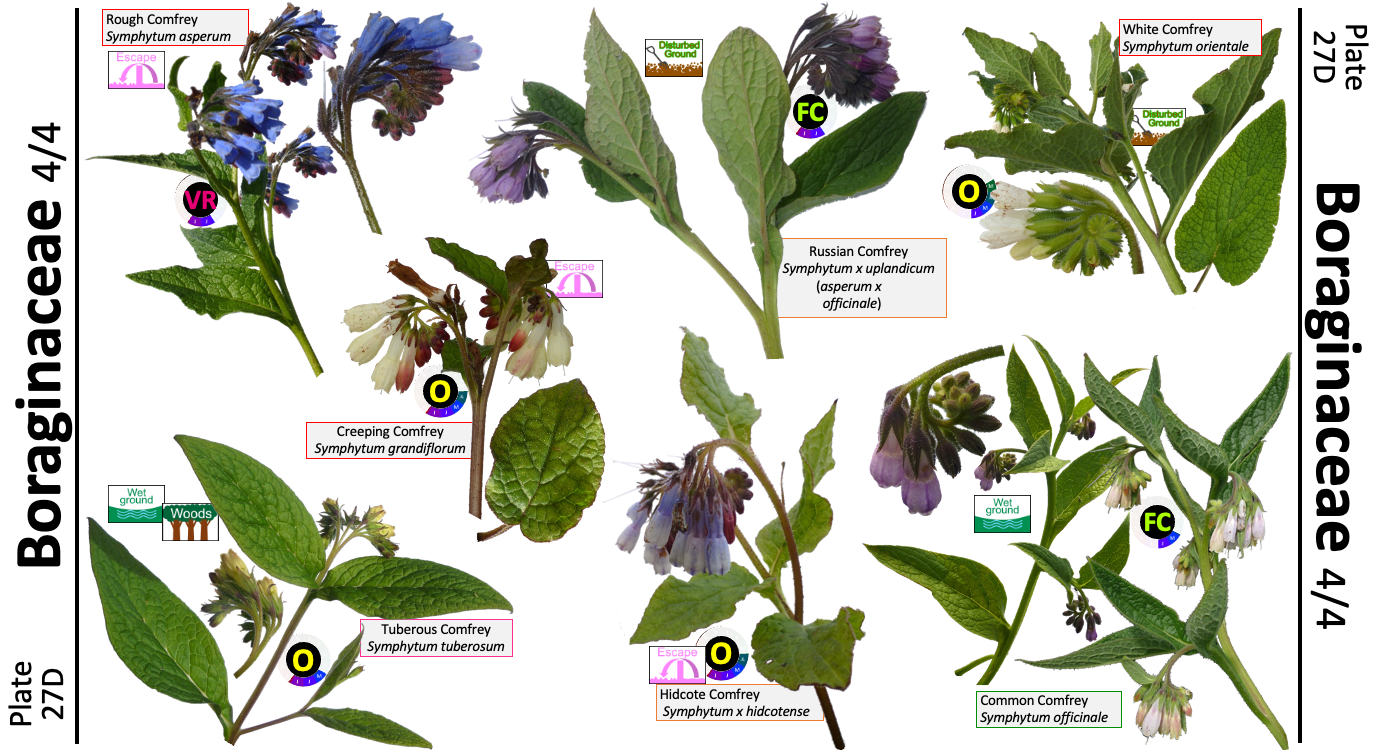 Boraginaceae 4/4
Plate
27D
Rough Comfrey
Symphytum asperum
Escape
VR
Disturbed
Ground
FC
Russian Comfrey
Symphytum x uplandicum
(asperum x
officinale)
White Comfrey
Symphytum orientale
Disturbed
Ground
O
M
Escape
O
M
Creeping Comfrey
Symphytum grandiflorum
Wet
ground
Woods
O
M
Tuberous Comfrey
Symphytum tuberosum
Escape
O
M
Hidcote Comfrey
Symphytum x hidcotense
Wet
ground
FC
M
Common Comfrey
Symphytum officinale
Plate
27D
Boraginaceae 4/4